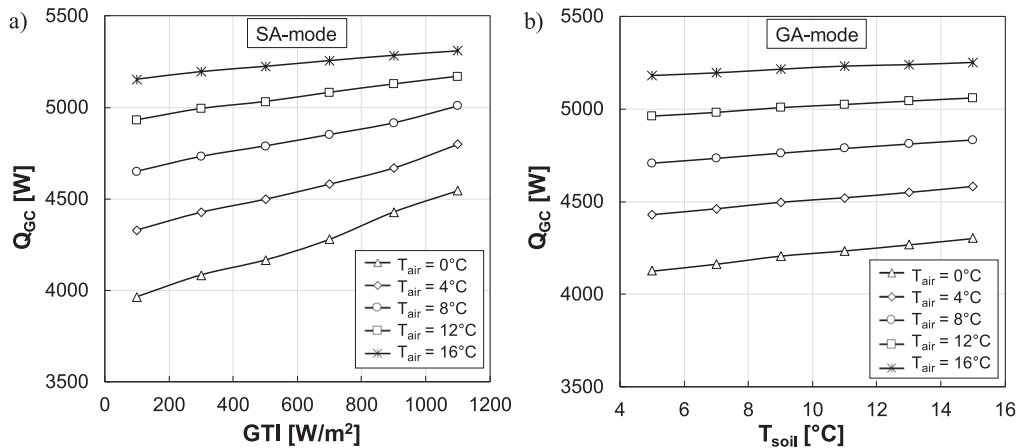 a)
SA-mode
5500
5000
4500
4000
3500
Q_GC [W]
0 200 400 600 800 1000 1200
GTI [W/m²]
T_air = 0°C
T_air = 4°C
T_air = 8°C
T_air = 12°C
T_air = 16°C
b)
GA-mode
5500
5000
4500
4000
3500
Q_GC [W]
4 6 8 10 12 14 16
T_soil [°C]
T_air = 0°C
T_air = 4°C
T_air = 8°C
T_air = 12°C
T_air = 16°C